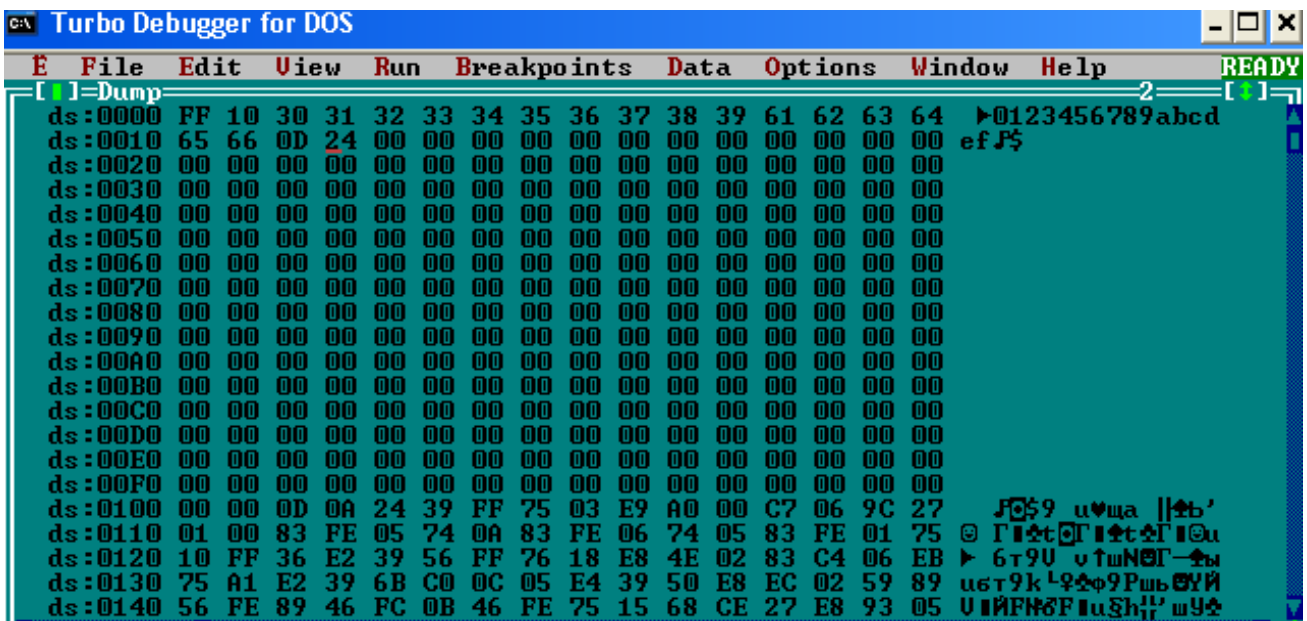 Turbo Debugger for DOS
E File Edit View Run Breakpoints Data Options Window Help READY
[ ]=Dump 2 [↕]
ds:0000 FF 10 30 31 32 33 34 35 36 37 38 39 61 62 63 64 ►0123456789abcd
ds:0010 65 66 0D 24 00 00 00 00 00 00 00 00 00 00 00 00 ef♪$
ds:0020 00 00 00 00 00 00 00 00 00 00 00 00 00 00 00 00
ds:0030 00 00 00 00 00 00 00 00 00 00 00 00 00 00 00 00
ds:0040 00 00 00 00 00 00 00 00 00 00 00 00 00 00 00 00
ds:0050 00 00 00 00 00 00 00 00 00 00 00 00 00 00 00 00
ds:0060 00 00 00 00 00 00 00 00 00 00 00 00 00 00 00 00
ds:0070 00 00 00 00 00 00 00 00 00 00 00 00 00 00 00 00
ds:0080 00 00 00 00 00 00 00 00 00 00 00 00 00 00 00 00
ds:0090 00 00 00 00 00 00 00 00 00 00 00 00 00 00 00 00
ds:00A0 00 00 00 00 00 00 00 00 00 00 00 00 00 00 00 00
ds:00B0 00 00 00 00 00 00 00 00 00 00 00 00 00 00 00 00
ds:00C0 00 00 00 00 00 00 00 00 00 00 00 00 00 00 00 00
ds:00D0 00 00 00 00 00 00 00 00 00 00 00 00 00 00 00 00
ds:00E0 00 00 00 00 00 00 00 00 00 00 00 00 00 00 00 00
ds:00F0 00 00 00 00 00 00 00 00 00 00 00 00 00 00 00 00
ds:0100 00 00 0D 0A 24 39 FF 75 03 E9 A0 00 C7 06 9C 27 ♪◙$9 u♥щa ╟♠Ь'
ds:0110 01 00 83 FE 05 74 0A 83 FE 06 74 05 83 FE 01 75 ☺ Г■♣t◙Г■♠t♣Г■☺u
ds:0120 10 FF 36 E2 39 56 FF 76 18 E8 4E 02 83 C4 06 EB ► 6т9V v↑шN☻Г─♠ы
ds:0130 75 A1 E2 39 6B C0 0C 05 E4 39 50 E8 EC 02 59 89 uбт9k└♀♣ф9Pшь☻YЙ
ds:0140 56 FE 89 46 FC 0B 46 FE 75 15 68 CE 27 E8 93 05 V■ЙF№♂F■u§h╬'шУ♣